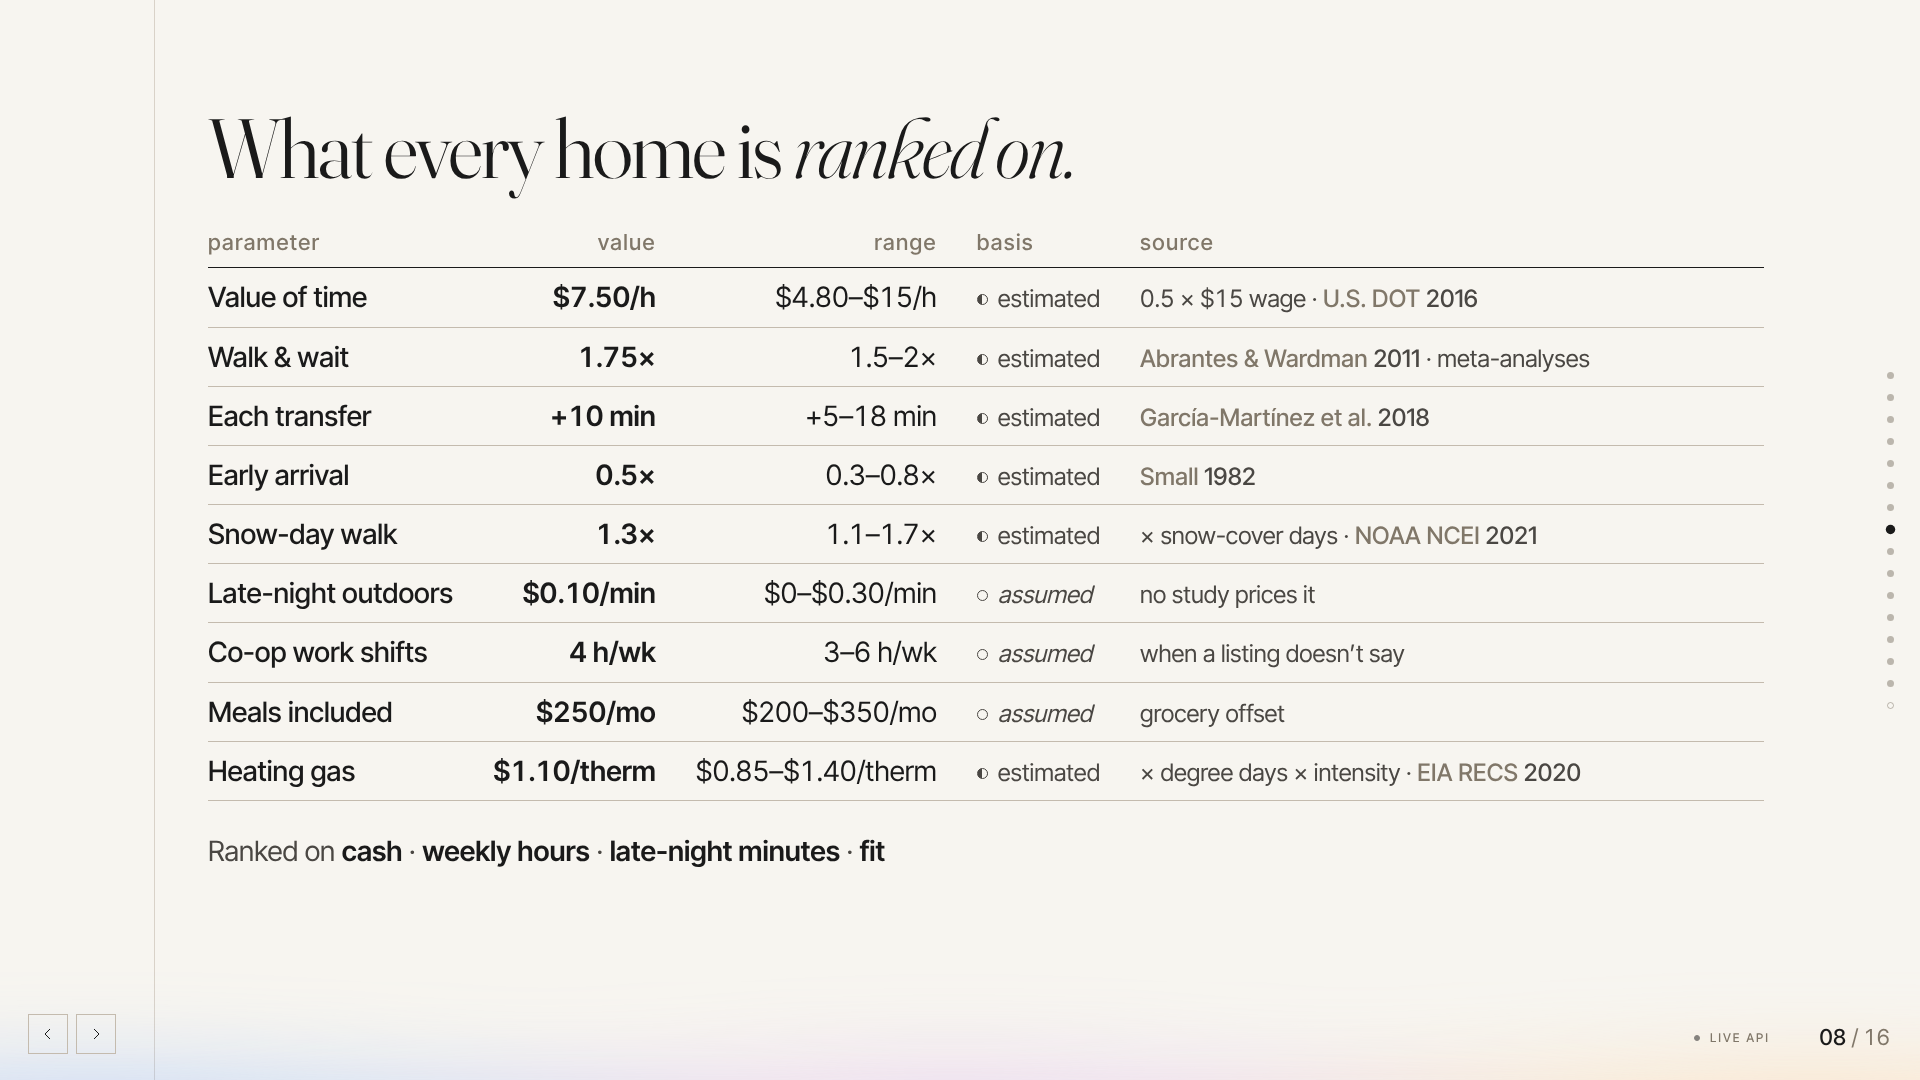 What every home is ranked on.
parameter value range basis source
Value of time $7.50/h $4.80–$15/h estimated 0.5 × $15 wage · U.S. DOT 2016
Walk & wait 1.75× 1.5–2× estimated Abrantes & Wardman 2011 · meta-analyses
Each transfer +10 min +5–18 min estimated García-Martínez et al. 2018
Early arrival 0.5× 0.3–0.8× estimated Small 1982
Snow-day walk 1.3× 1.1–1.7× estimated × snow-cover days · NOAA NCEI 2021
Late-night outdoors $0.10/min $0–$0.30/min assumed no study prices it
Co-op work shifts 4 h/wk 3–6 h/wk assumed when a listing doesn’t say
Meals included $250/mo $200–$350/mo assumed grocery offset
Heating gas $1.10/therm $0.85–$1.40/therm estimated × degree days × intensity · EIA RECS 2020
Ranked on cash · weekly hours · late-night minutes · fit
LIVE API 08 / 16